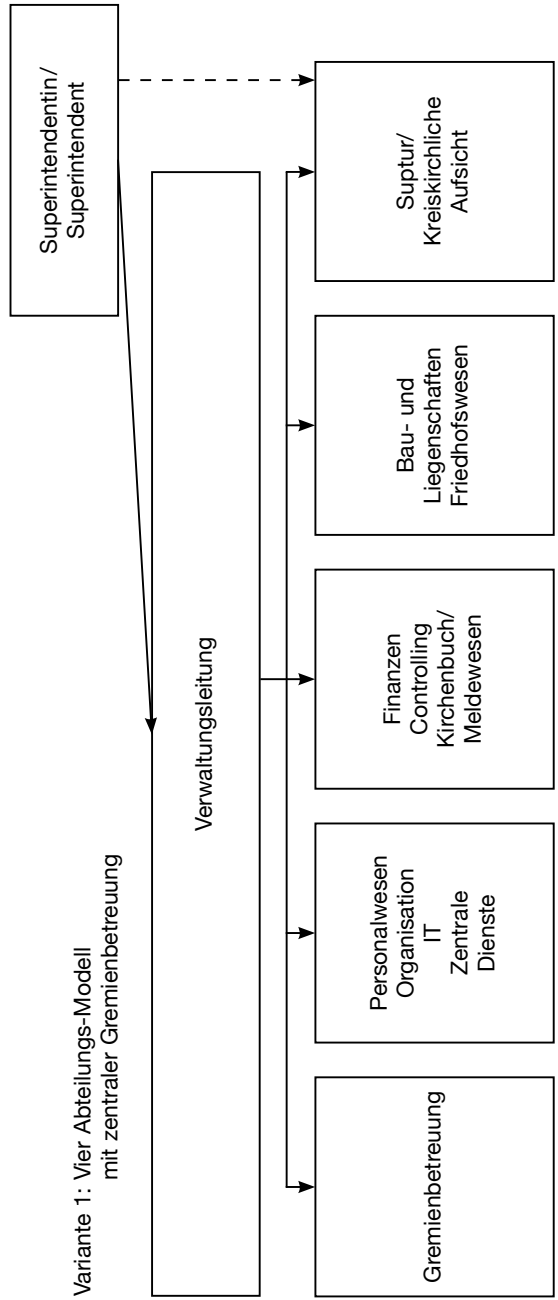 Variante 1: Vier Abteilungs-Modell
mit zentraler Gremienbetreuung
Superintendentin/
Superintendent
Verwaltungsleitung
Gremienbetreuung
Personalwesen
Organisation
IT
Zentrale
Dienste
Finanzen
Controlling
Kirchenbuch/
Meldewesen
Bau- und
Liegenschaften
Friedhofswesen
Suptur/
Kreiskirchliche
Aufsicht